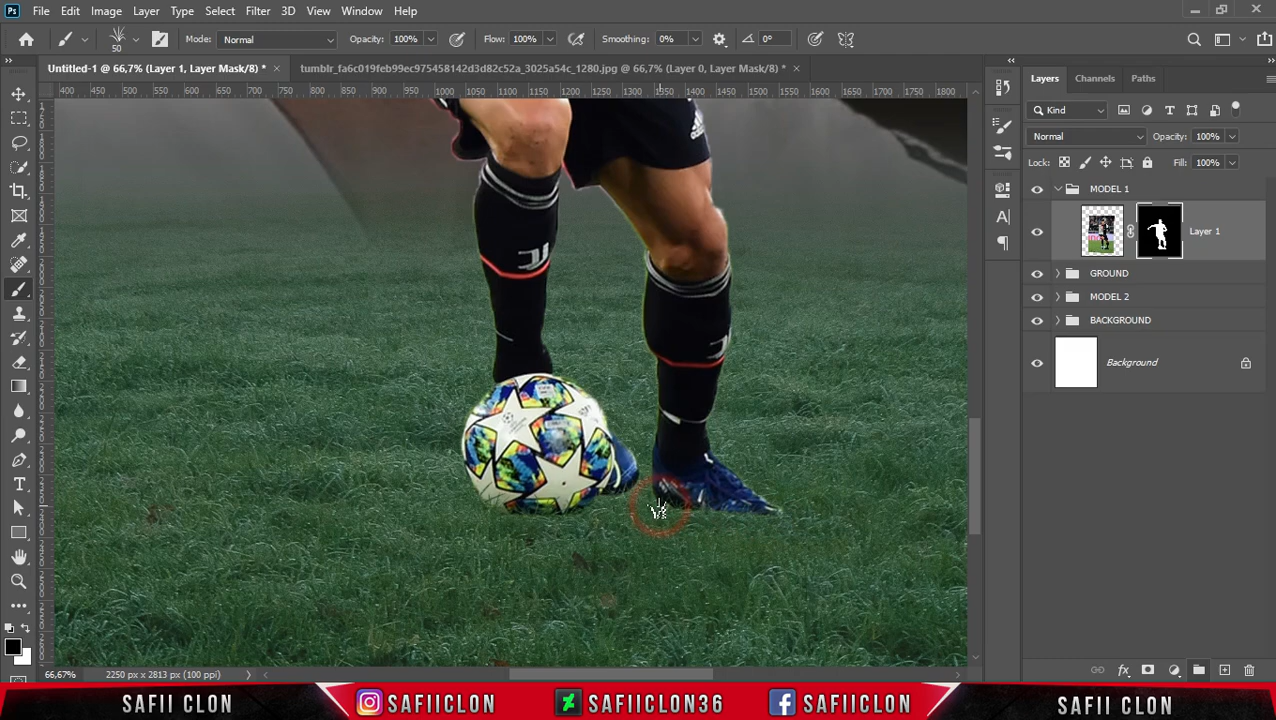 Ps File Edit Image Layer Type Select Filter 3D View Window Help
50 Mode: Normal Opacity: 100% Flow: 100% Smoothing: 0% 0°
Untitled-1 @ 66,7% (Layer 1, Layer Mask/8) * × tumblr_fa6c019feb99ec975458142d3d82c52a_3025a54c_1280.jpg @ 66,7% (Layer 0, Layer Mask/8) * ×
400 450 500 550 600 650 700 750 800 850 900 950 1000 1050 1100 1150 1200 1250 1300 1350 1400 1450 1500 1550 1600 1650 1700 1750 1800
Layers Channels Paths
Kind
Normal Opacity: 100%
Lock: Fill: 100%
MODEL 1
Layer 1
GROUND
MODEL 2
BACKGROUND
Background
66,67% 2250 px x 2813 px (100 ppi)
SAFII CLON SAFIICLON SAFIICLON36 SAFIICLON SAFII CLON